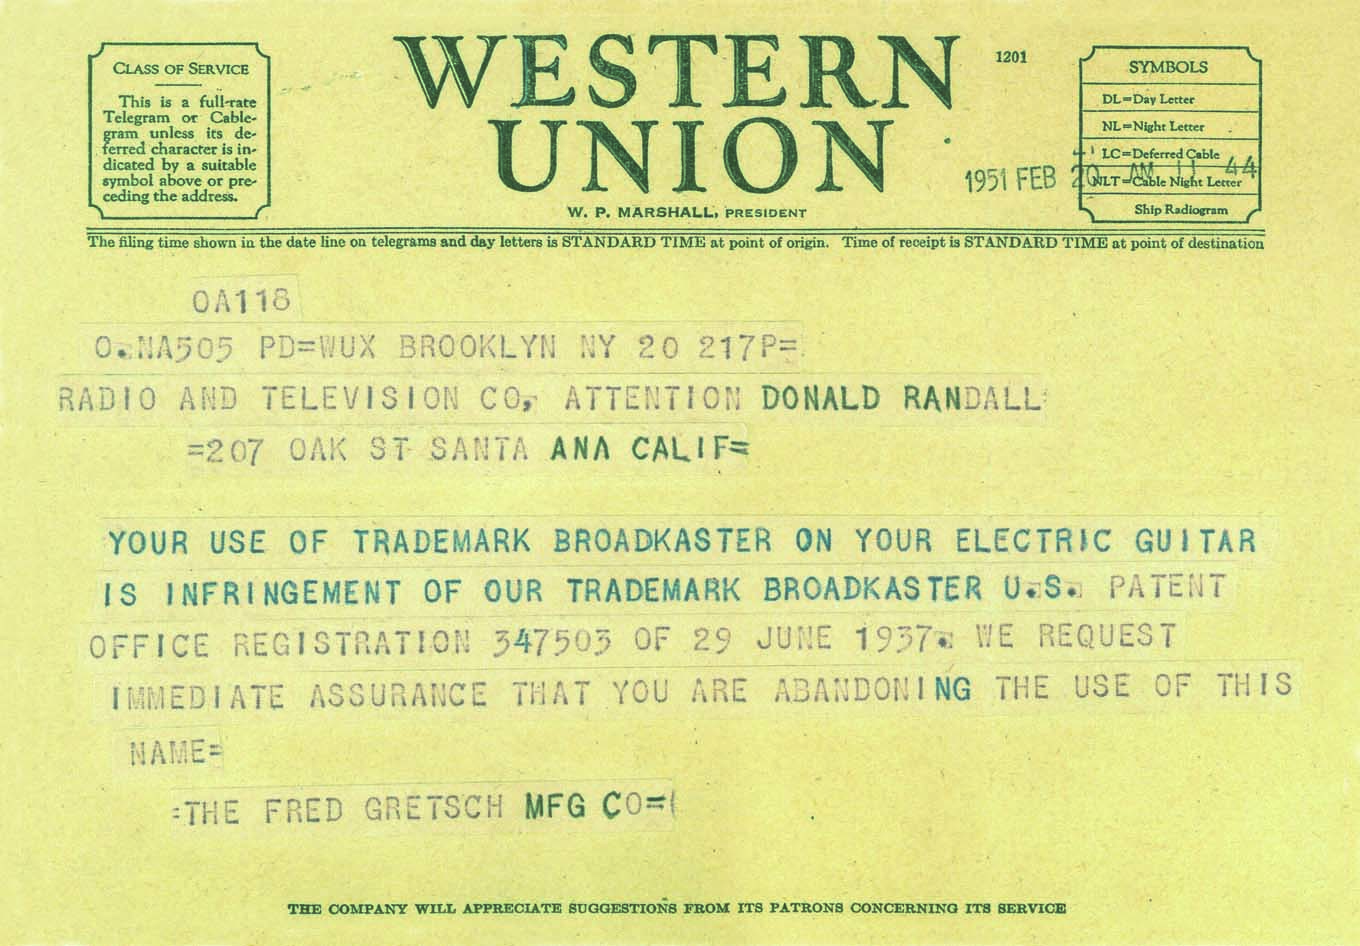 CLASS OF SERVICE
This is a full-rate
Telegram or Cable-
gram unless its de-
ferred character is in-
dicated by a suitable
symbol above or pre-
ceding the address.
WESTERN
UNION
1201
W. P. MARSHALL, PRESIDENT
SYMBOLS
DL=Day Letter
NL=Night Letter
LC=Deferred Cable
NLT=Cable Night Letter
Ship Radiogram
1951 FEB 20 AM 11 44
The filing time shown in the date line on telegrams and day letters is STANDARD TIME at point of origin. Time of receipt is STANDARD TIME at point of destination
OA118
O.NA505 PD=WUX BROOKLYN NY 20 217P=
RADIO AND TELEVISION CO, ATTENTION DONALD RANDALL
=207 OAK ST SANTA ANA CALIF=
YOUR USE OF TRADEMARK BROADKASTER ON YOUR ELECTRIC GUITAR
IS INFRINGEMENT OF OUR TRADEMARK BROADKASTER U.S. PATENT
OFFICE REGISTRATION 347503 OF 29 JUNE 1937. WE REQUEST
IMMEDIATE ASSURANCE THAT YOU ARE ABANDONING THE USE OF THIS
NAME=
=THE FRED GRETSCH MFG CO=
THE COMPANY WILL APPRECIATE SUGGESTIONS FROM ITS PATRONS CONCERNING ITS SERVICE